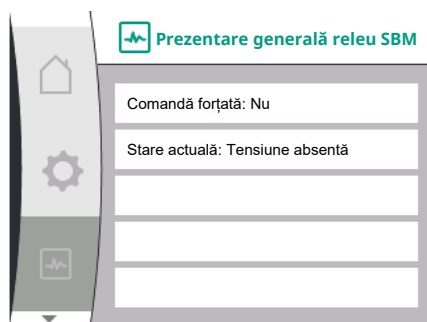 Prezentare generală releu SBM
Comandă forțată: Nu
Stare actuală: Tensiune absentă